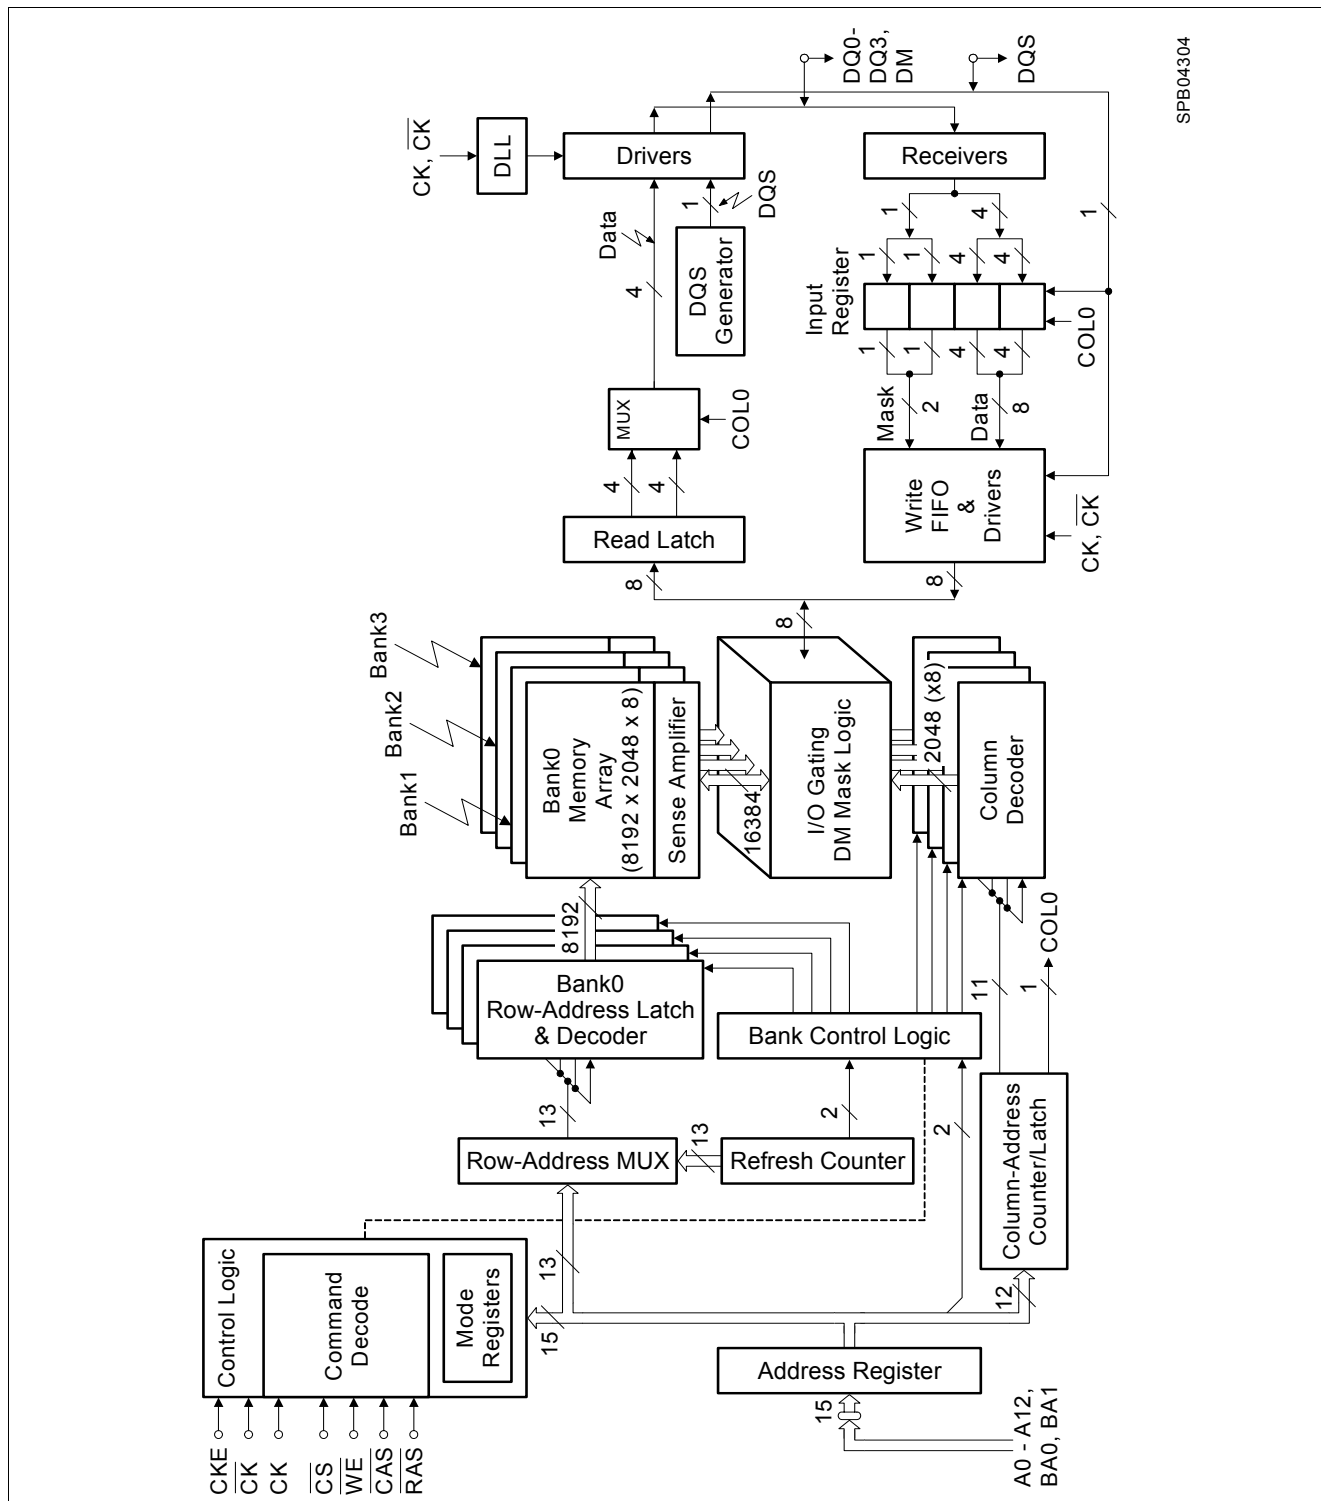 SPB04304
DQ0-
DQ3,
DM
DQS
CK, CK
DLL
Drivers
Receivers
Data
1
DQS
4
DQS
Generator
1
4
1
1
1
4
4
Input
Register
1
1
4
4
COL0
MUX
COL0
Mask
2
Data
8
4
4
Read Latch
Write
FIFO
&
Drivers
CK, CK
8
8
8
Bank3
Bank2
Bank1
Bank0
Memory
Array
(8192 x 2048 x 8)
Sense Amplifier
16384
I/O Gating
DM Mask Logic
2048 (x8)
Column
Decoder
8192
Bank0
Row-Address Latch
& Decoder
Bank Control Logic
11
1
COL0
13
2
2
Row-Address MUX
13
Refresh Counter
Column-Address
Counter/Latch
Control Logic
Command
Decode
Mode
Registers
13
15
12
Address Register
15
A0 - A12,
BA0, BA1
CKE
CK
CK
CS
WE
CAS
RAS